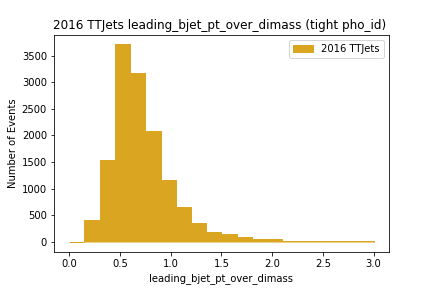 2016 TTJets leading_bjet_pt_over_dimass (tight pho_id)
2016 TTJets
Number of Events
3500
3000
2500
2000
1500
1000
500
0
0.0 0.5 1.0 1.5 2.0 2.5 3.0
leading_bjet_pt_over_dimass